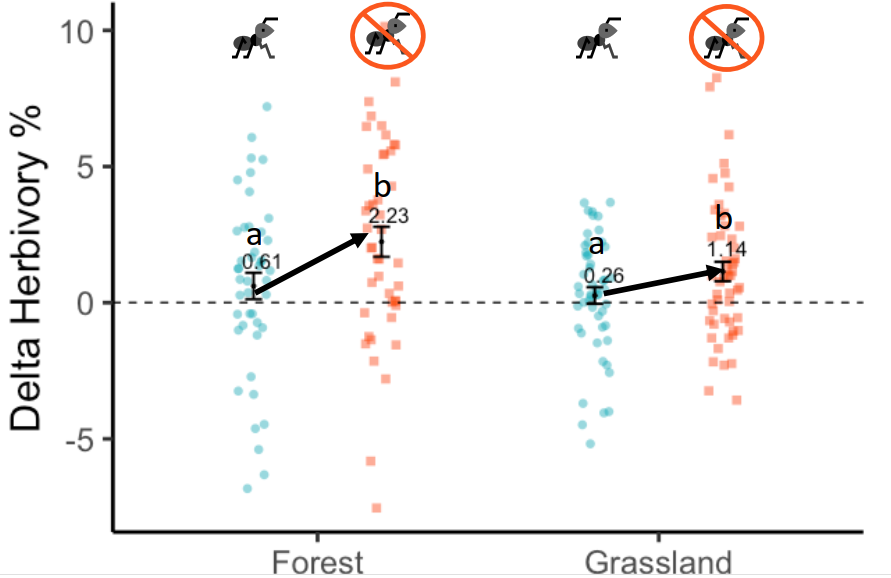 Delta Herbivory %
10
5
0
-5
a
0.61
b
2.23
a
0.26
b
1.14
Forest
Grassland